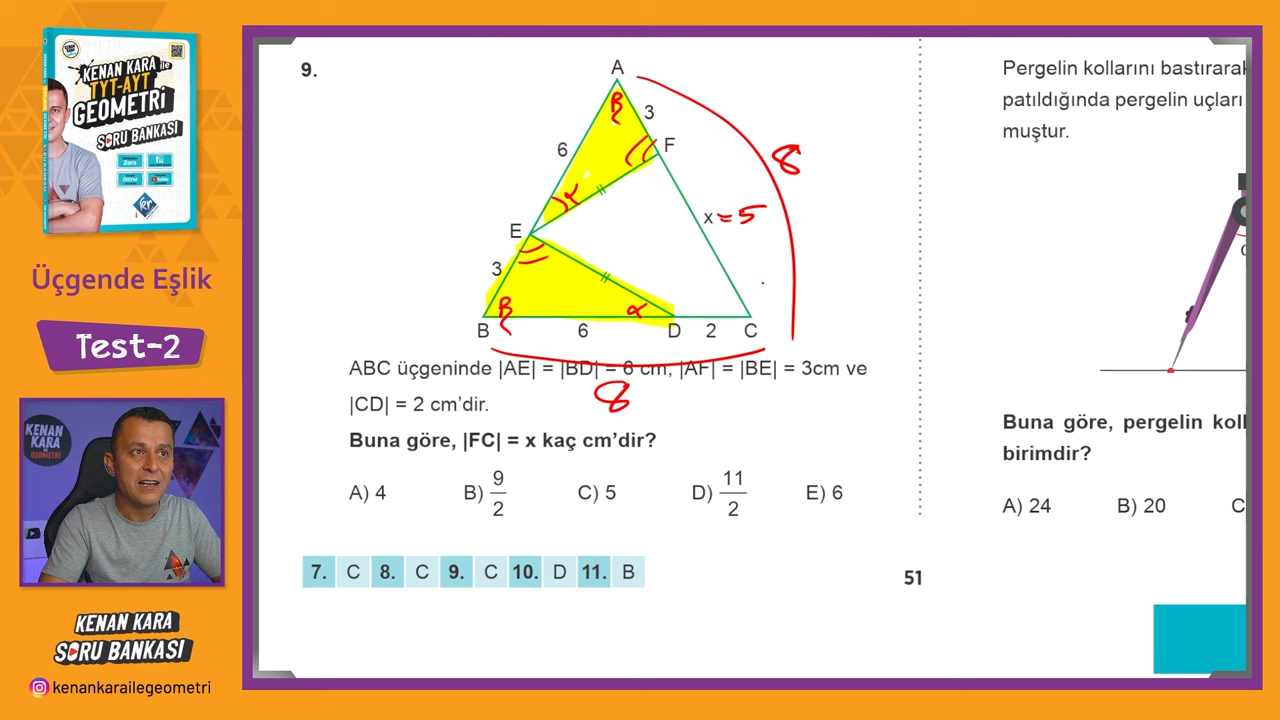 KENAN KARA ile
TYT-AYT
GEOMETRİ
SORU BANKASI
Üçgende Eşlik
Test-2
KENAN
KARA
GEOMETRİ
KENAN KARA
SORU BANKASI
kenankarailegeometri
9.
A
β
3
F
6
α
x = 5
8
E
3
β
α
B
6
D
2
C
8
ABC üçgeninde |AE| = |BD| = 6 cm, |AF| = |BE| = 3cm ve
|CD| = 2 cm'dir.
Buna göre, |FC| = x kaç cm'dir?
A) 4 B) 9/2 C) 5 D) 11/2 E) 6
7. C 8. C 9. C 10. D 11. B
51
Pergelin kollarını bastırarak
patıldığında pergelin uçları
muştur.
Buna göre, pergelin koll
birimdir?
A) 24 B) 20 C